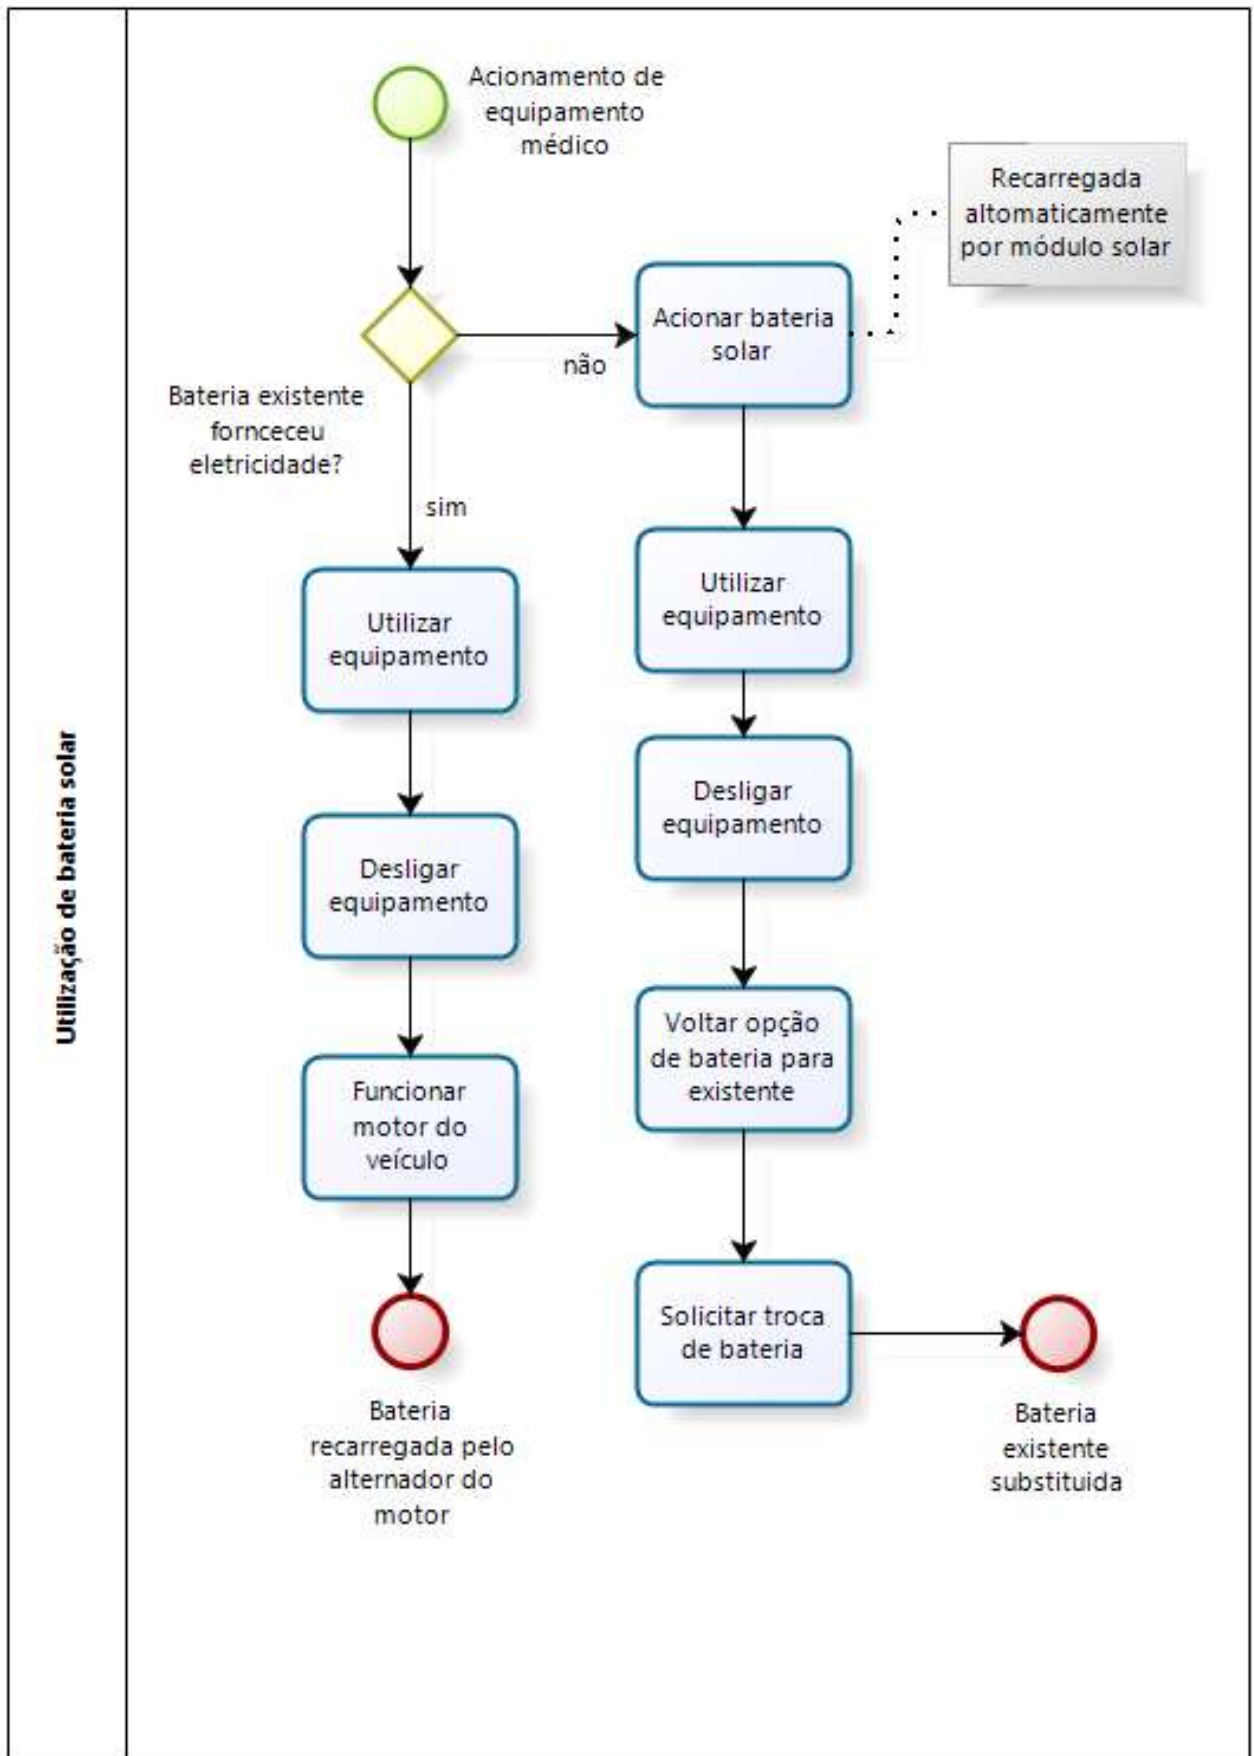 Utilização de bateria solar
Acionamento de
equipamento
médico
Recarregada
altomaticamente
por módulo solar
Acionar bateria
solar
não
Bateria existente
fornceceu
eletricidade?
sim
Utilizar
equipamento
Utilizar
equipamento
Desligar
equipamento
Desligar
equipamento
Voltar opção
de bateria para
existente
Funcionar
motor do
veículo
Solicitar troca
de bateria
Bateria
recarregada pelo
alternador do
motor
Bateria
existente
substituida